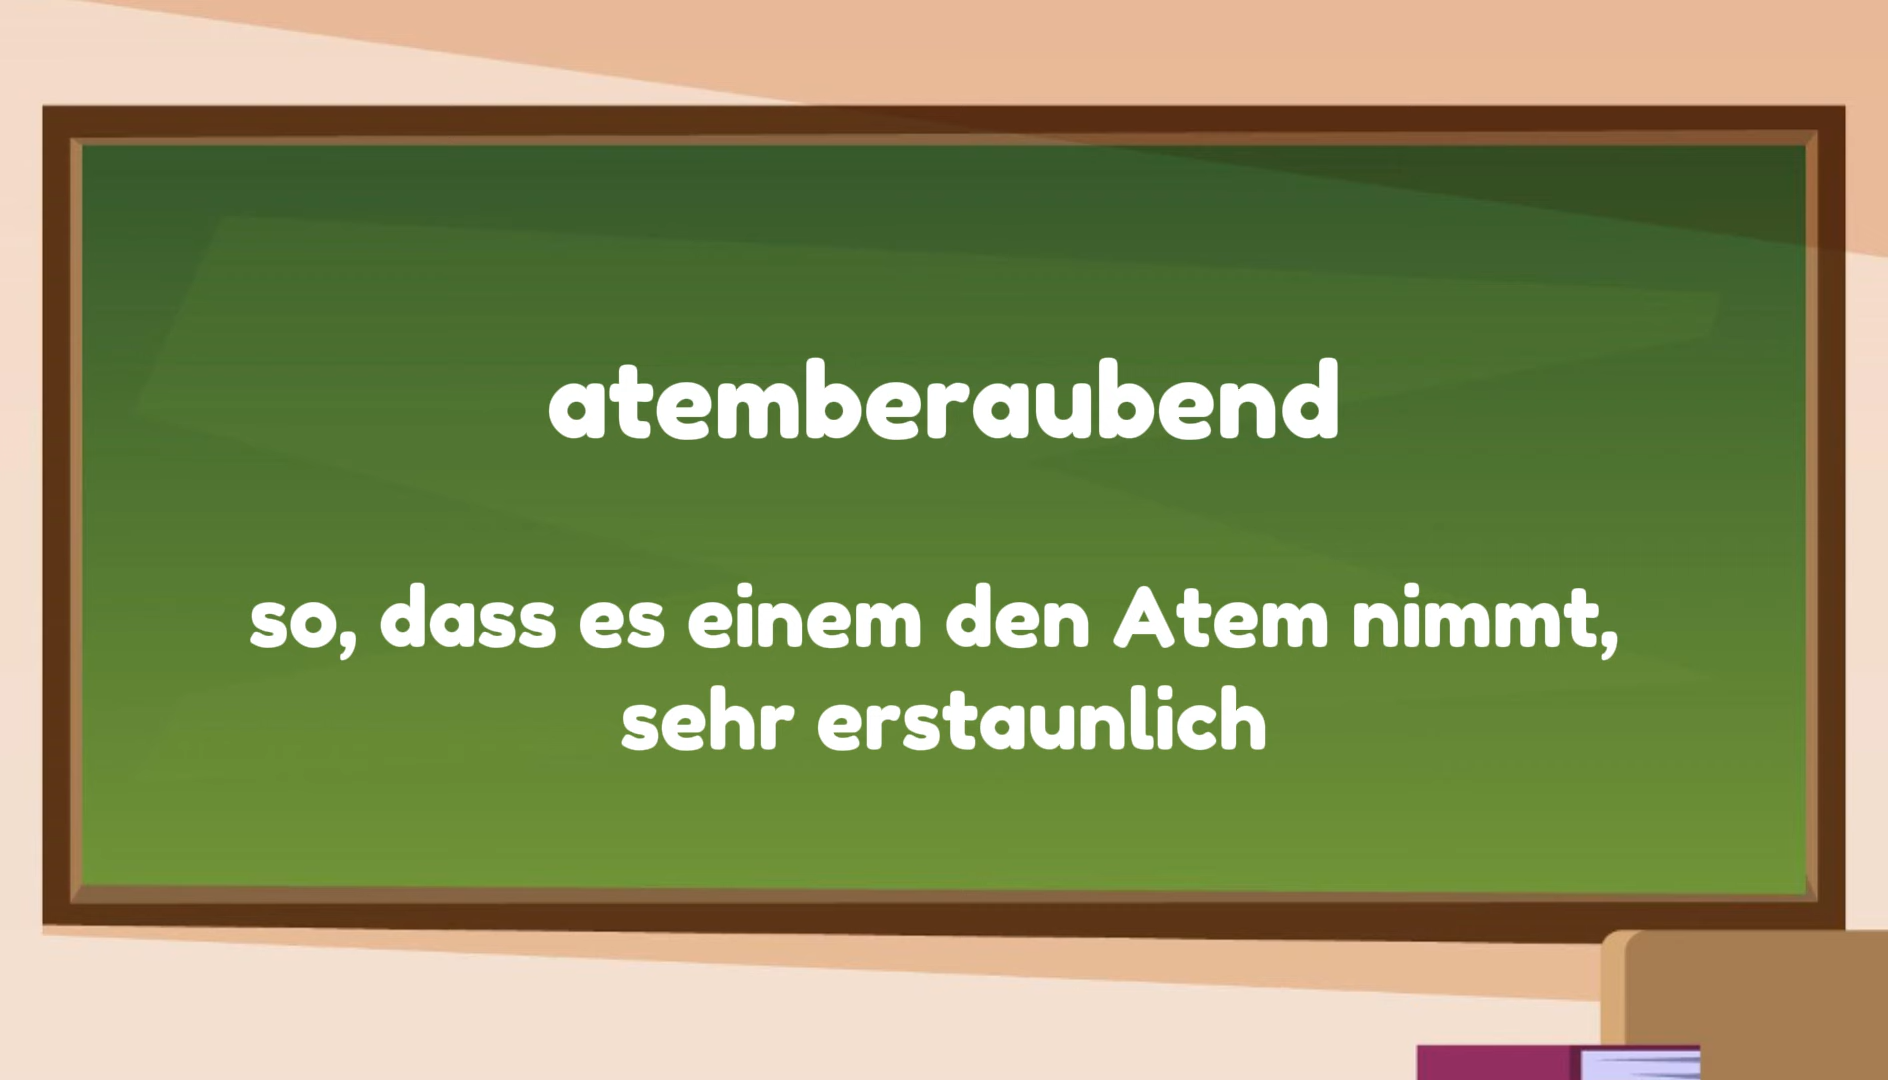 atemberaubend
so, dass es einem den Atem nimmt,
sehr erstaunlich